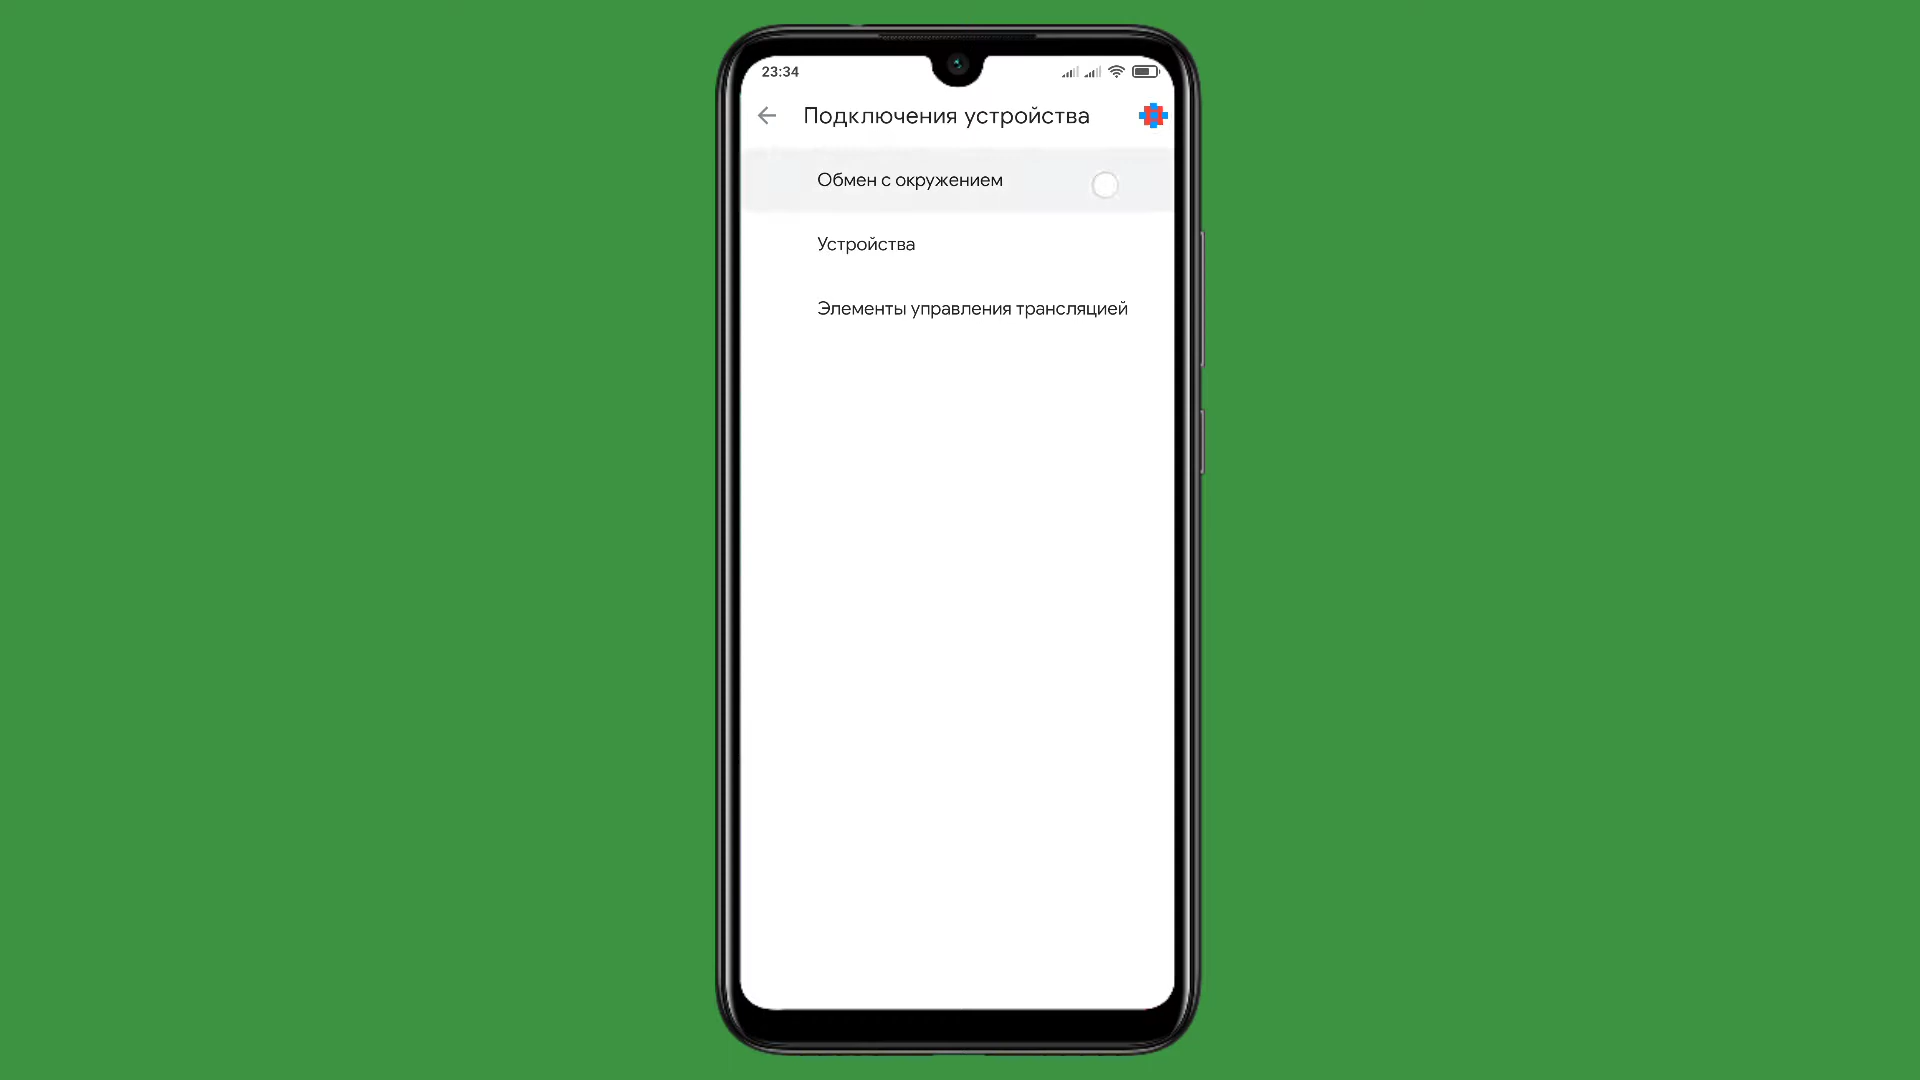 23:34
Подключения устройства
Обмен с окружением
Устройства
Элементы управления трансляцией